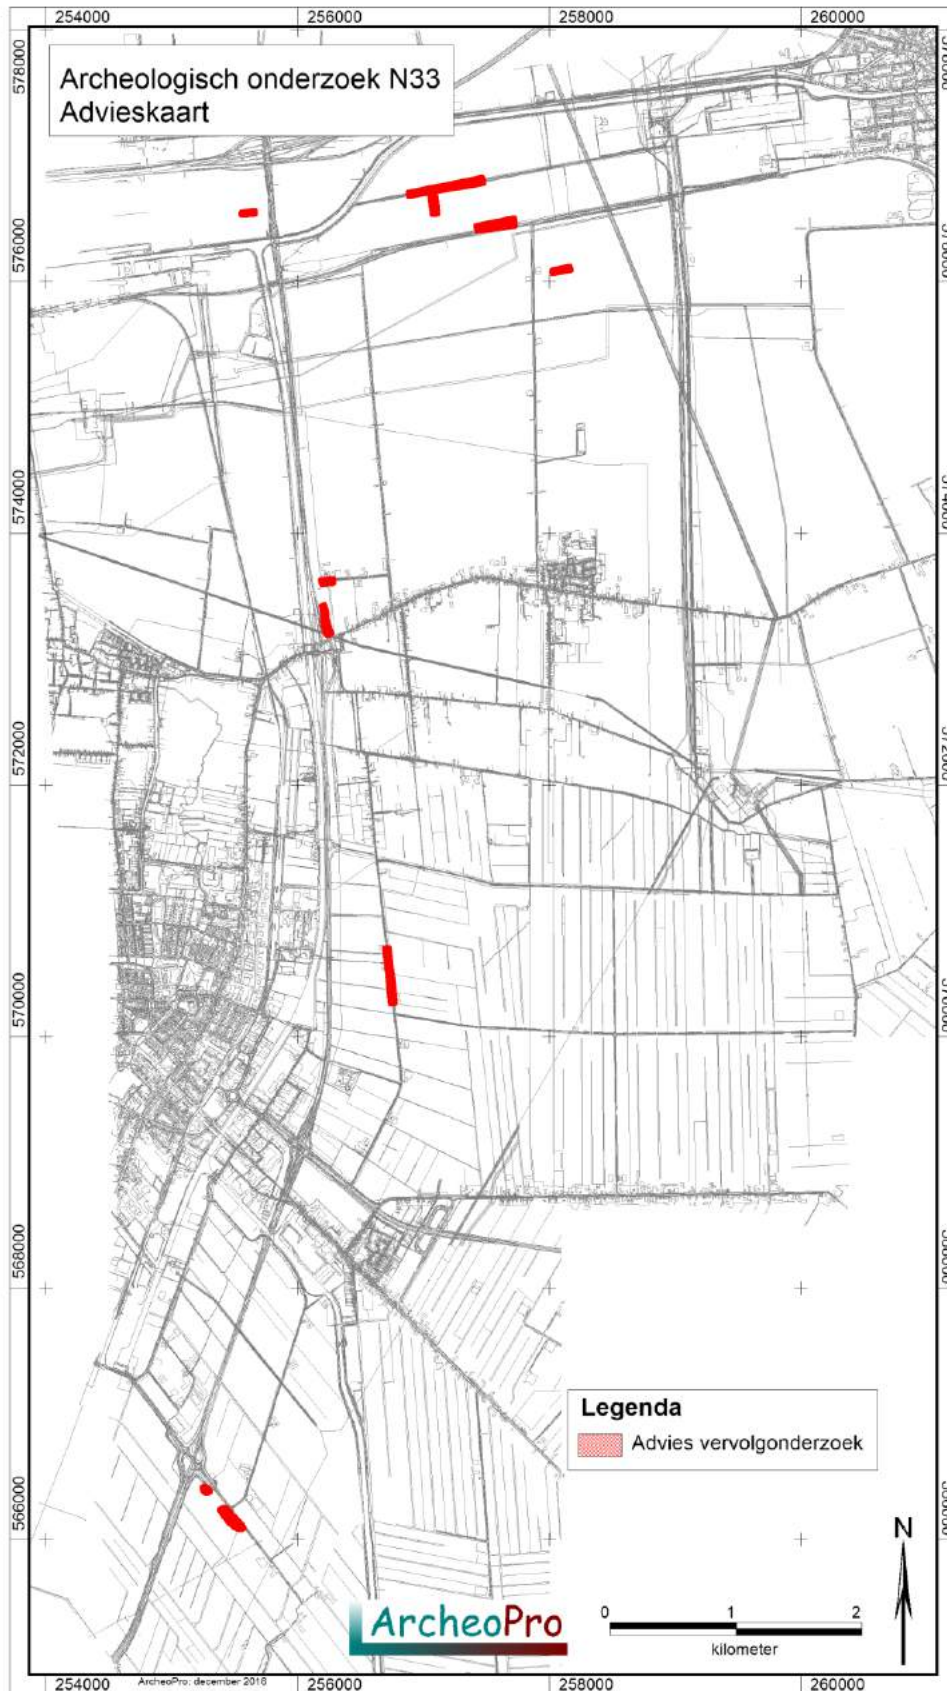 254000 256000 258000 260000
Archeologisch onderzoek N33
Advieskaart
578000
576000
574000
572000
570000
568000
566000
Legenda
Advies vervolgonderzoek
N
ArcheoPro
0 1 2
kilometer
ArcheoPro: december 2016
254000 256000 258000 260000